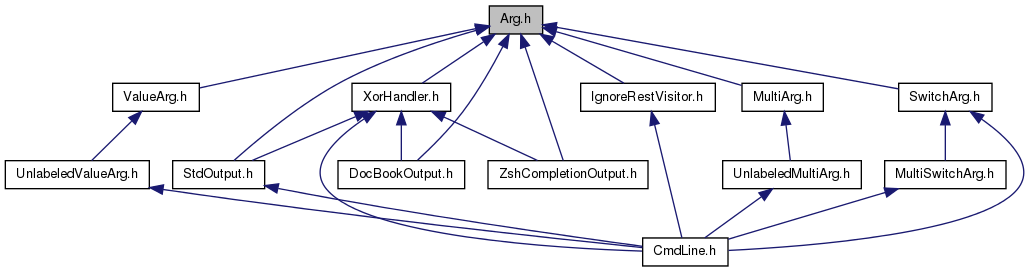 Arg.h
ValueArg.h
XorHandler.h
IgnoreRestVisitor.h
MultiArg.h
SwitchArg.h
UnlabeledValueArg.h
StdOutput.h
DocBookOutput.h
ZshCompletionOutput.h
UnlabeledMultiArg.h
MultiSwitchArg.h
CmdLine.h